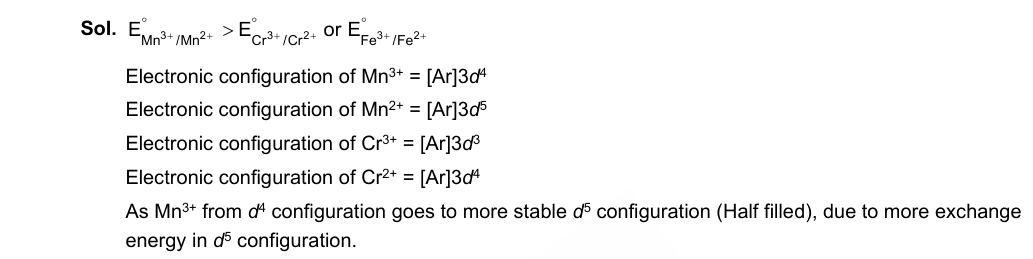 Sol. E°Mn³⁺/Mn²⁺ > E°Cr³⁺/Cr²⁺ or E°Fe³⁺/Fe²⁺
Electronic configuration of Mn³⁺ = [Ar]3d⁴
Electronic configuration of Mn²⁺ = [Ar]3d⁵
Electronic configuration of Cr³⁺ = [Ar]3d³
Electronic configuration of Cr²⁺ = [Ar]3d⁴
As Mn³⁺ from d⁴ configuration goes to more stable d⁵ configuration (Half filled), due to more exchange
energy in d⁵ configuration.